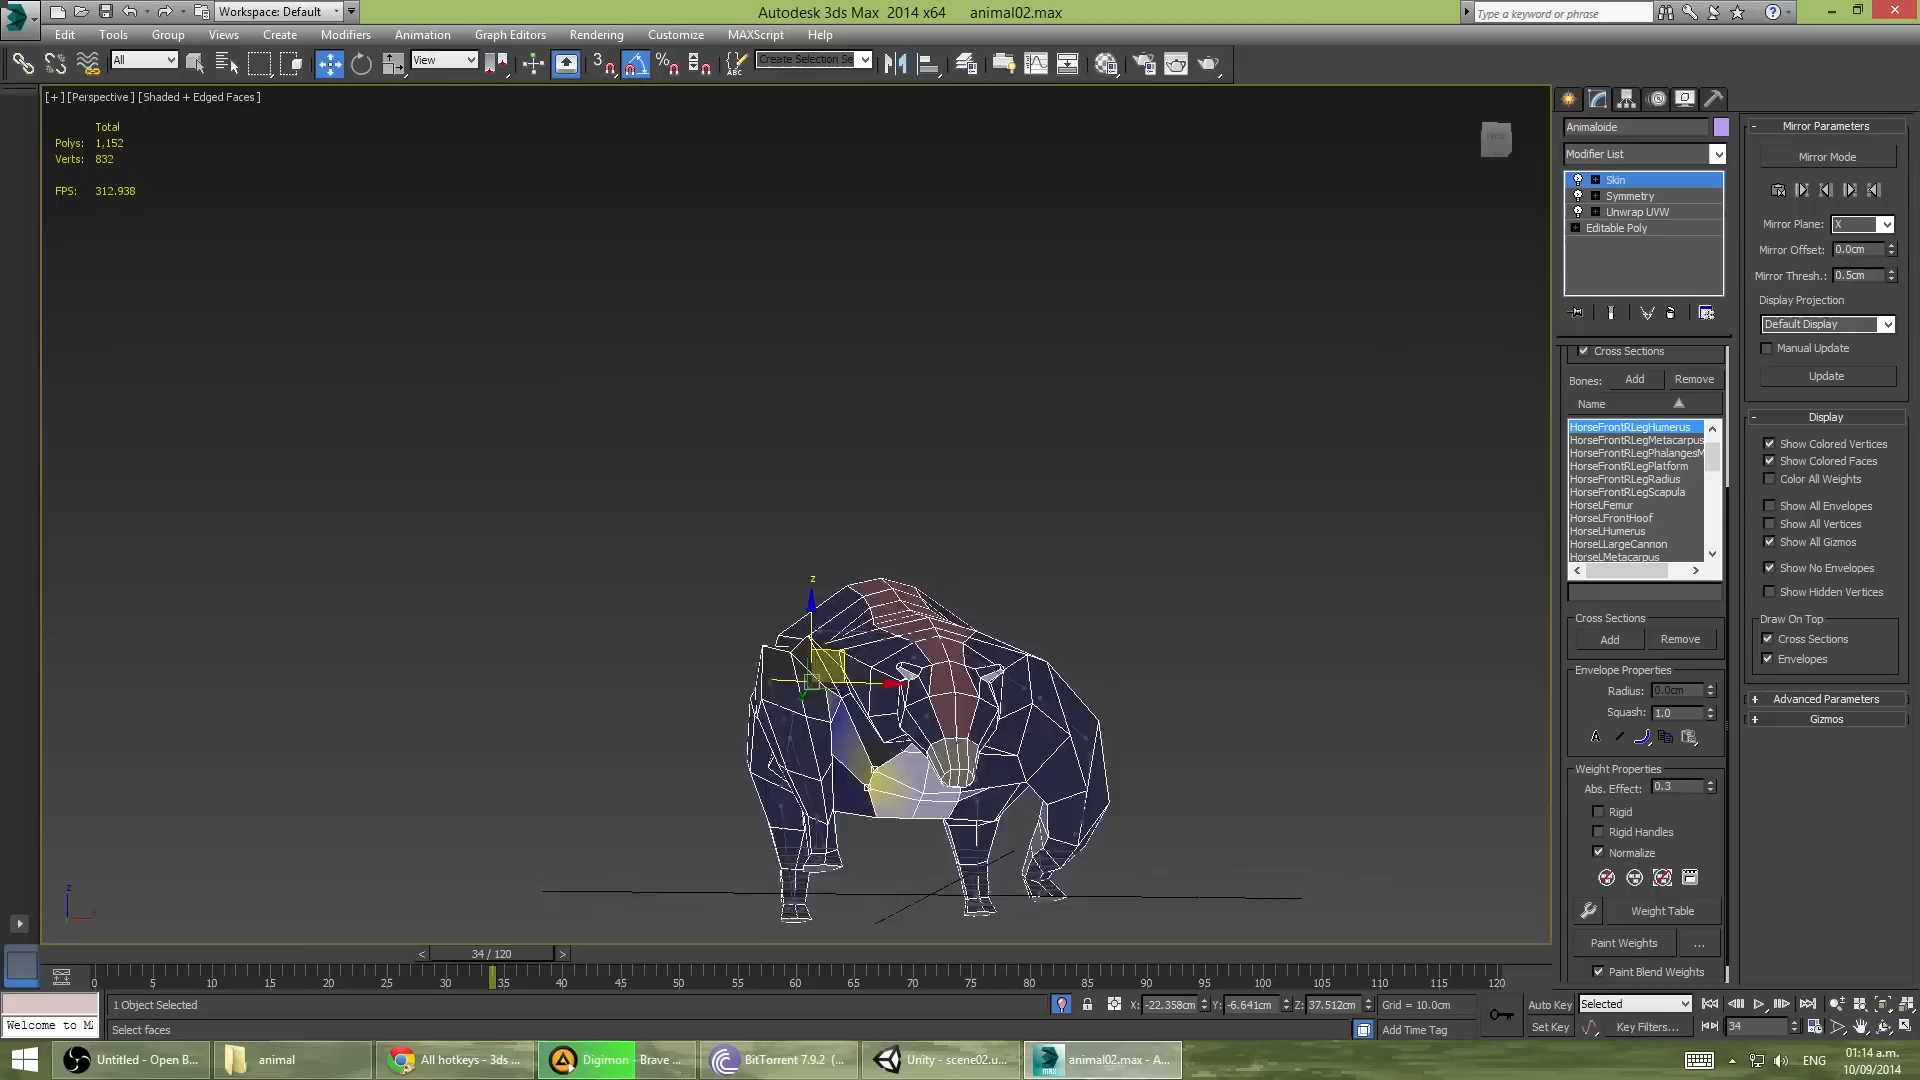 Workspace: Default
Autodesk 3ds Max 2014 x64 animal02.max
Type a keyword or phrase
Edit Tools Group Views Create Modifiers Animation Graph Editors Rendering Customize MAXScript Help
All
View
3
Create Selection Se
[+] [Perspective] [Shaded + Edged Faces]
Total
Polys: 1,152
Verts: 832
FPS: 312.938
FRONT
z
Animaloide
Modifier List
Skin
Symmetry
Unwrap UVW
Editable Poly
Cross Sections
Bones: Add Remove
Name
HorseFrontRLegHumerus
HorseFrontRLegMetacarpus
HorseFrontRLegPhalangesM
HorseFrontRLegPlatform
HorseFrontRLegRadius
HorseFrontRLegScapula
HorseLFemur
HorseLFrontHoof
HorseLHumerus
HorseLLargeCannon
HorseLMetacarpus
Cross Sections
Add Remove
Envelope Properties
Radius: 0.0cm
Squash: 1.0
A
Weight Properties
Abs. Effect: 0.3
Rigid
Rigid Handles
Normalize
Weight Table
Paint Weights ...
Paint Blend Weights
Mirror Parameters
Mirror Mode
Mirror Plane: X
Mirror Offset: 0.0cm
Mirror Thresh.: 0.5cm
Display Projection
Default Display
Manual Update
Update
Display
Show Colored Vertices
Show Colored Faces
Color All Weights
Show All Envelopes
Show All Vertices
Show All Gizmos
Show No Envelopes
Show Hidden Vertices
Draw On Top
Cross Sections
Envelopes
Advanced Parameters
Gizmos
z
< 34 / 120 >
0 5 10 15 20 25 30 35 40 45 50 55 60 65 70 75 80 85 90 95 100 105 110 115 120
1 Object Selected
X: -22.358cm Y: -6.641cm Z: 37.512cm Grid = 10.0cm
Auto Key Selected
Welcome to M
Select faces
Add Time Tag
Set Key Key Filters... 34
Untitled - Open B...
animal
All hotkeys - 3ds ...
Digimon - Brave ...
BitTorrent 7.9.2 (...
Unity - scene02.u...
animal02.max - A...
ENG
01:14 a.m.
10/09/2014